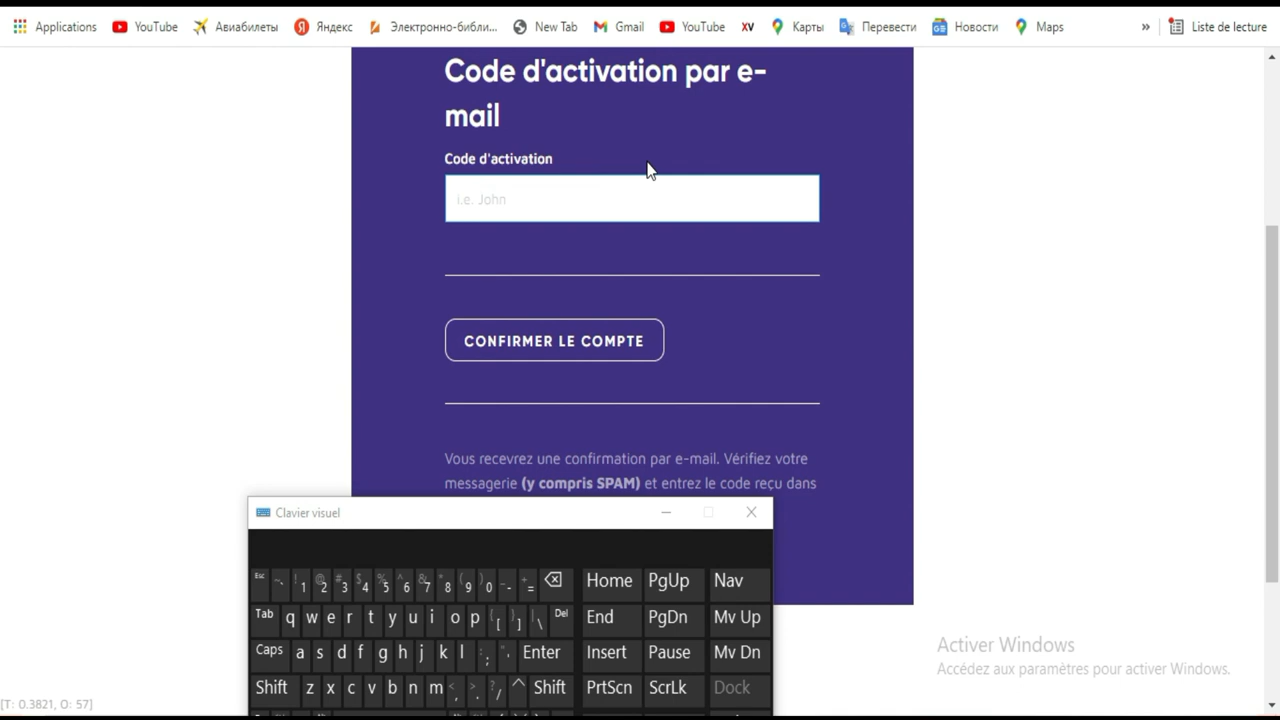 Applications YouTube Авиабилеты Яндекс Электронно-библи... New Tab Gmail YouTube XV Карты Перевести Новости Maps » Liste de lecture
Code d'activation par e-
mail
Code d'activation
i.e. John
CONFIRMER LE COMPTE
Vous recevrez une confirmation par e-mail. Vérifiez votre
messagerie (y compris SPAM) et entrez le code reçu dans
Clavier visuel
Esc ~ ` ! 1 @ 2 # 3 $ 4 % 5 ^ 6 & 7 * 8 ( 9 ) 0 _ - + = Home PgUp Nav
Tab q w e r t y u i o p { [ } ] | \ Del End PgDn Mv Up
Caps a s d f g h j k l : ; " ' Enter Insert Pause Mv Dn
Shift z x c v b n m < , > . ? / ^ Shift PrtScn ScrLk Dock
Activer Windows
Accédez aux paramètres pour activer Windows.
[T: 0.3821, O: 57]